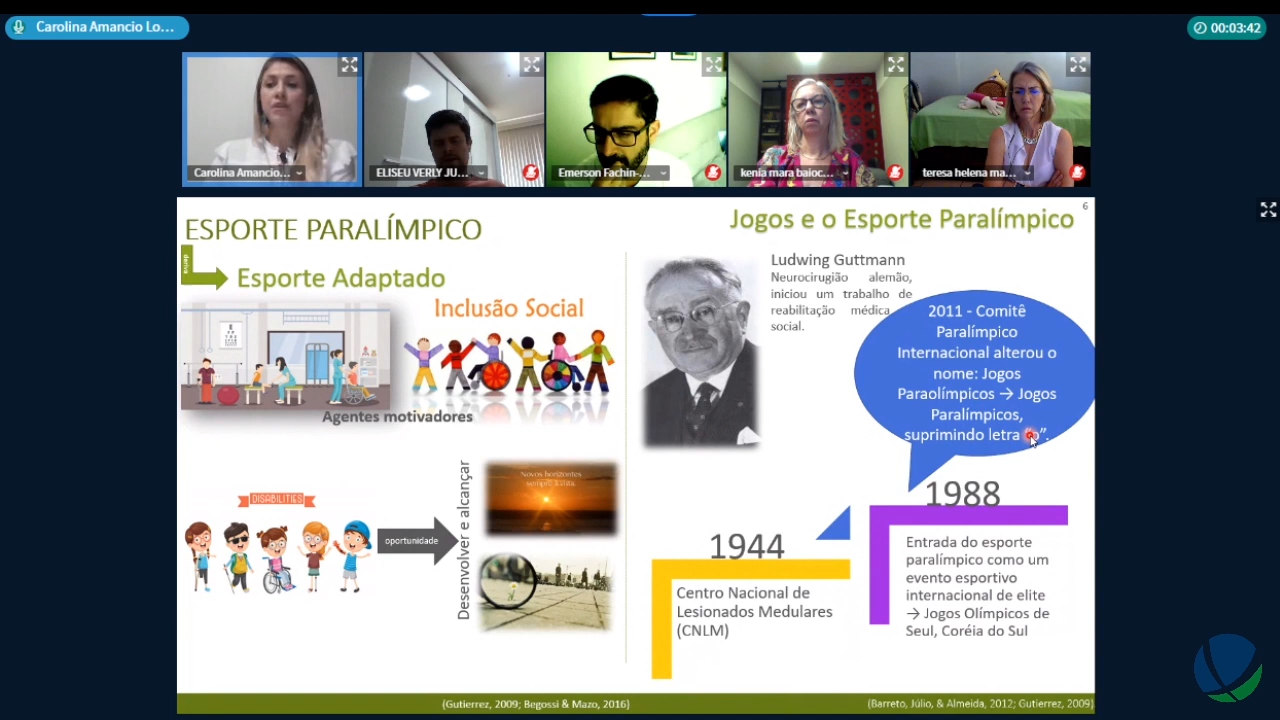 Carolina Amancio Lo...
00:03:42
Carolina Amancio...
ELISEU VERLY JU...
Emerson Fachin-...
kenia mara baioc...
teresa helena ma...
6
ESPORTE PARALÍMPICO
deriva
Esporte Adaptado
Inclusão Social
Agentes motivadores
DISABILITIES
oportunidade
Desenvolver e alcançar
Novos horizontes
Jogos e o Esporte Paralímpico
Ludwing Guttmann
Neurocirugião alemão,
iniciou um trabalho de
reabilitação médica
social.
2011 - Comitê
Paralímpico
Internacional alterou o
nome: Jogos
Paraolímpicos → Jogos
Paralímpicos,
suprimindo letra “o”.
1944
Centro Nacional de
Lesionados Medulares
(CNLM)
1988
Entrada do esporte
paralímpico como um
evento esportivo
internacional de elite
→ Jogos Olímpicos de
Seul, Coréia do Sul
(Gutierrez, 2009; Begossi & Mazo, 2016)
(Barreto, Júlio, & Almeida, 2012; Gutierrez, 2009)